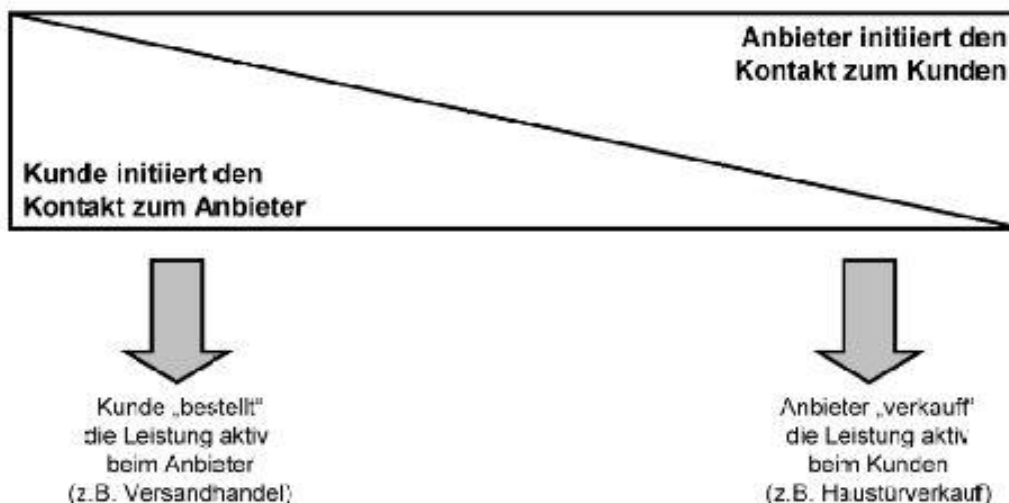 Anbieter initiiert den
Kontakt zum Kunden
Kunde initiiert den
Kontakt zum Anbieter
Kunde „bestellt“
die Leistung aktiv
beim Anbieter
(z.B. Versandhandel)
Anbieter „verkauft“
die Leistung aktiv
beim Kunden
(z.B. Haustürverkauf)